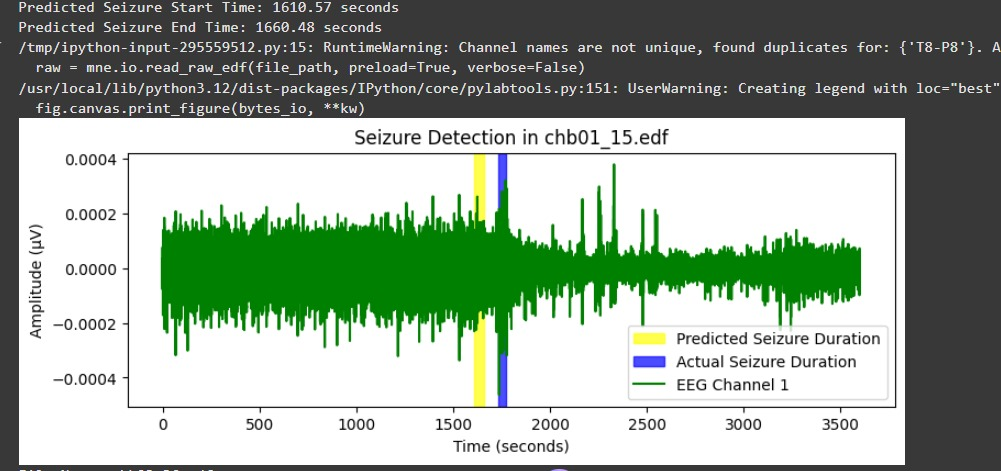 Predicted Seizure Start Time: 1610.57 seconds
Predicted Seizure End Time: 1660.48 seconds
/tmp/ipython-input-295559512.py:15: RuntimeWarning: Channel names are not unique, found duplicates for: {'T8-P8'}. A
raw = mne.io.read_raw_edf(file_path, preload=True, verbose=False)
/usr/local/lib/python3.12/dist-packages/IPython/core/pylabtools.py:151: UserWarning: Creating legend with loc="best"
fig.canvas.print_figure(bytes_io, **kw)
Seizure Detection in chb01_15.edf
0.0004
0.0002
0.0000
−0.0002
−0.0004
Amplitude (µV)
Predicted Seizure Duration
Actual Seizure Duration
EEG Channel 1
0 500 1000 1500 2000 2500 3000 3500
Time (seconds)